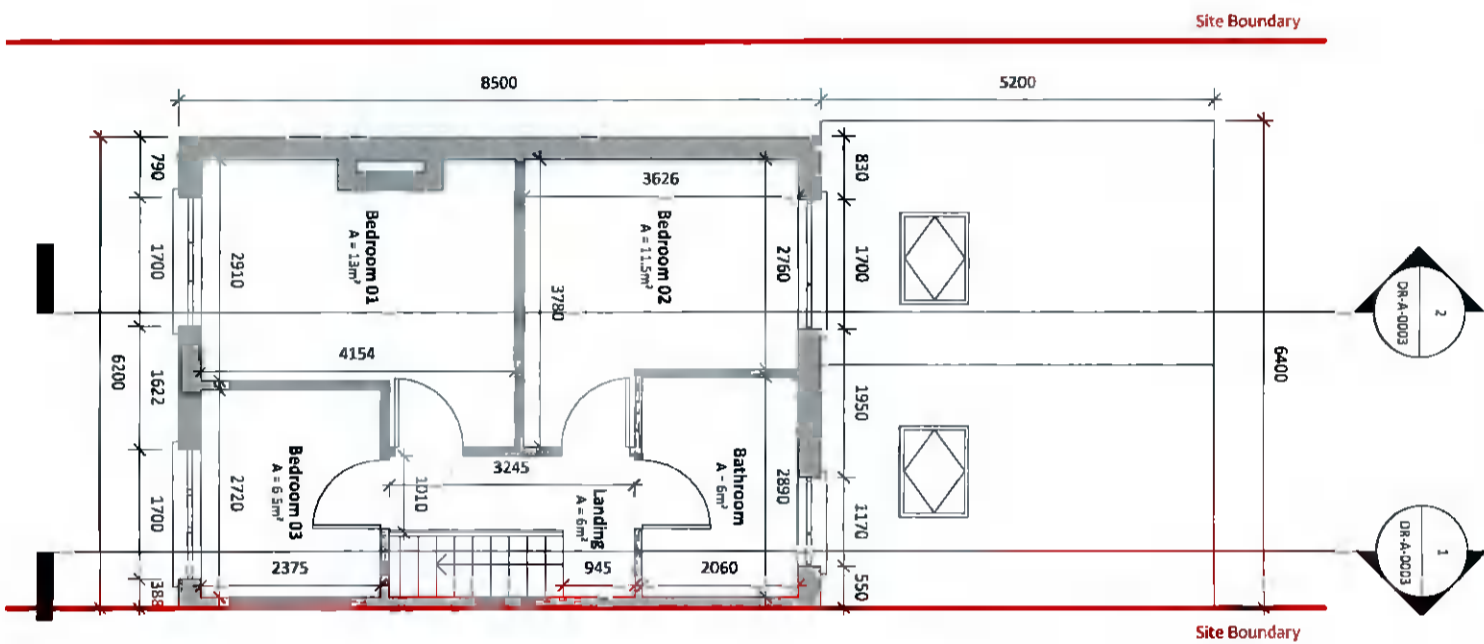 Site Boundary
8500
5200
790
1700
1622
1700
388
6200
2910
2720
4154
2375
Bedroom 01
A = 13m²
3780
3626
Bedroom 02
A = 11.5m²
2760
2890
830
1700
1950
1170
550
6400
Bedroom 03
A = 6.5m²
1010
3245
Landing
A = 6m²
945
Bathroom
A - 6m²
2060
2
DR-A-0003
1
DR-A-0003
Site Boundary